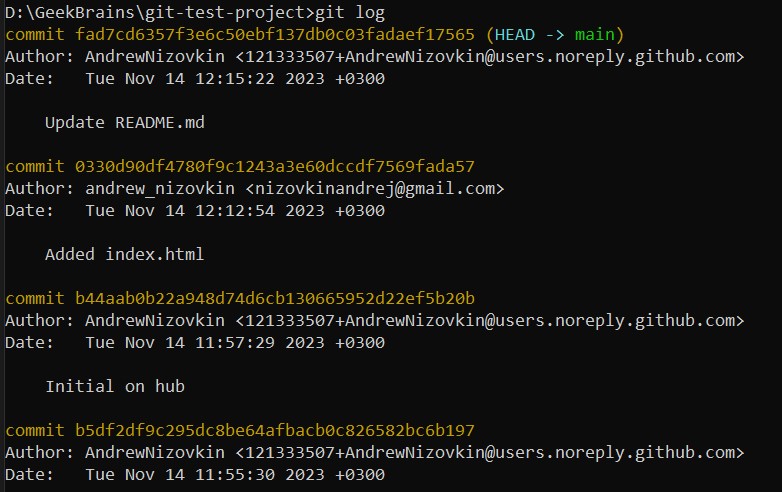 D:\GeekBrains\git-test-project>git log
commit fad7cd6357f3e6c50ebf137db0c03fadaef17565 (HEAD -> main)
Author: AndrewNizovkin <121333507+AndrewNizovkin@users.noreply.github.com>
Date:   Tue Nov 14 12:15:22 2023 +0300
    Update README.md
commit 0330d90df4780f9c1243a3e60dccdf7569fada57
Author: andrew_nizovkin <nizovkinandrej@gmail.com>
Date:   Tue Nov 14 12:12:54 2023 +0300
    Added index.html
commit b44aab0b22a948d74d6cb130665952d22ef5b20b
Author: AndrewNizovkin <121333507+AndrewNizovkin@users.noreply.github.com>
Date:   Tue Nov 14 11:57:29 2023 +0300
    Initial on hub
commit b5df2df9c295dc8be64afbacb0c826582bc6b197
Author: AndrewNizovkin <121333507+AndrewNizovkin@users.noreply.github.com>
Date:   Tue Nov 14 11:55:30 2023 +0300